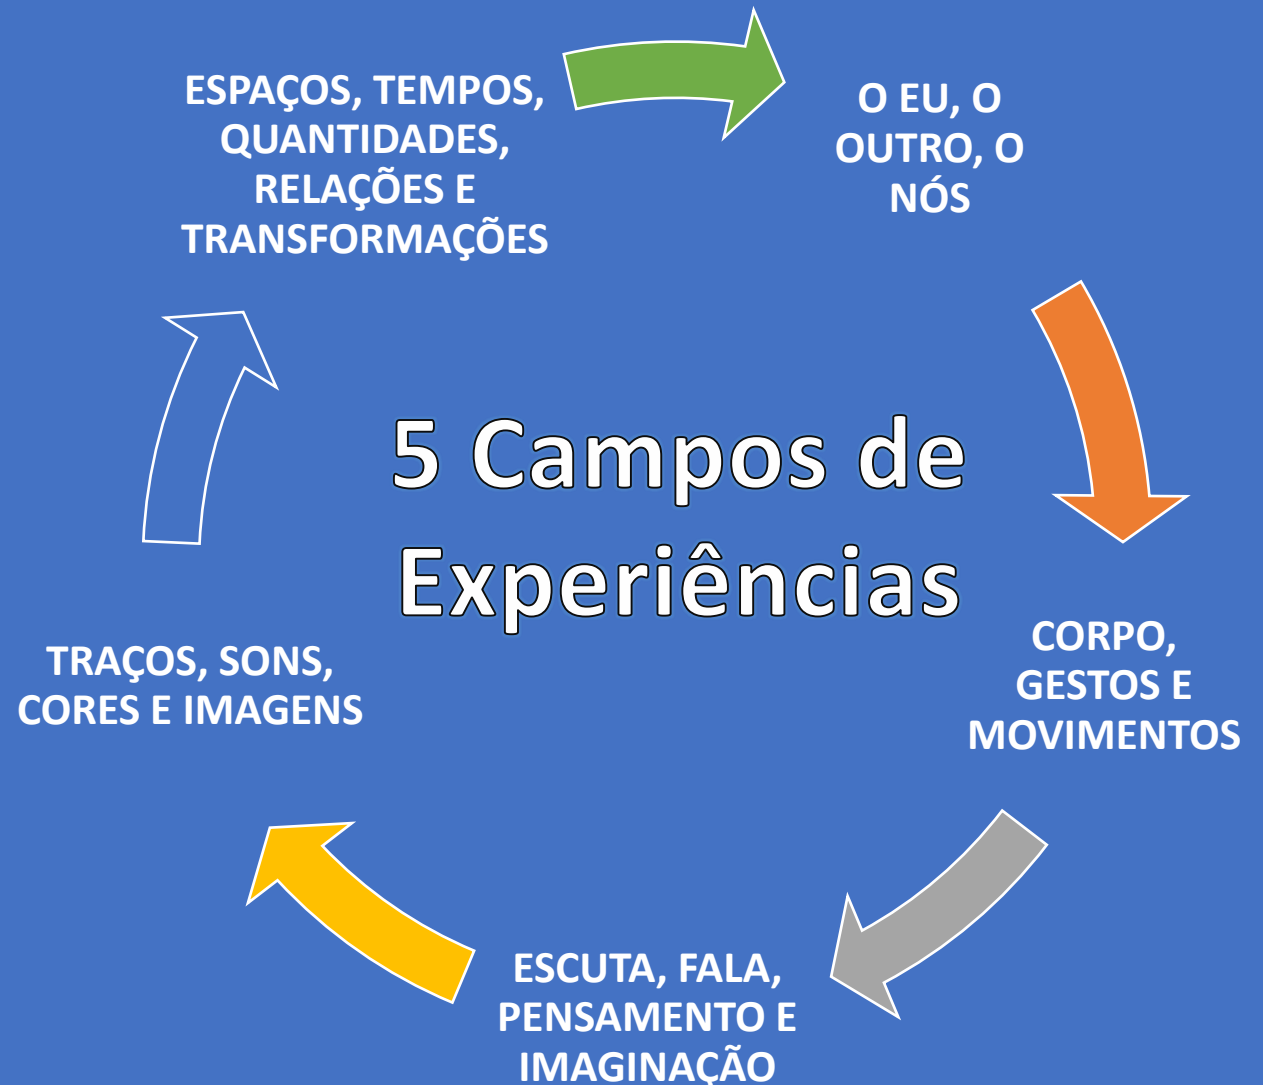 ESPAÇOS, TEMPOS,
QUANTIDADES,
RELAÇÕES E
TRANSFORMAÇÕES
O EU, O
OUTRO, O
NÓS
5 Campos de
Experiências
CORPO,
GESTOS E
MOVIMENTOS
TRAÇOS, SONS,
CORES E IMAGENS
ESCUTA, FALA,
PENSAMENTO E
IMAGINAÇÃO